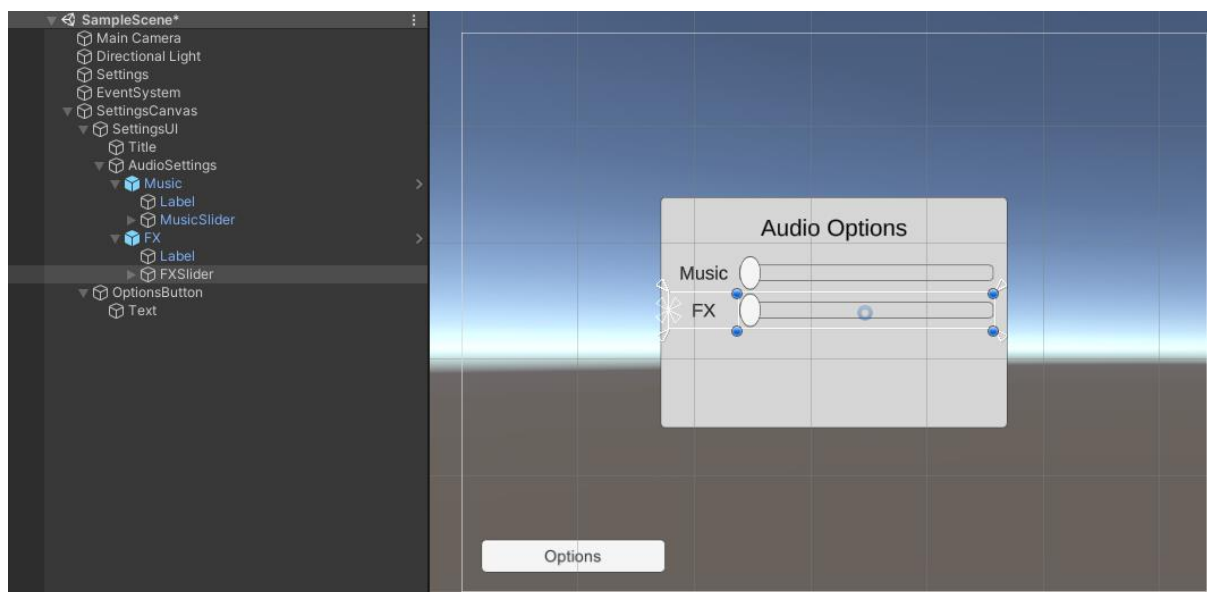 SampleScene*
Main Camera
Directional Light
Settings
EventSystem
SettingsCanvas
SettingsUI
Title
AudioSettings
Music
Label
MusicSlider
FX
Label
FXSlider
OptionsButton
Text
Audio Options
Music
FX
Options